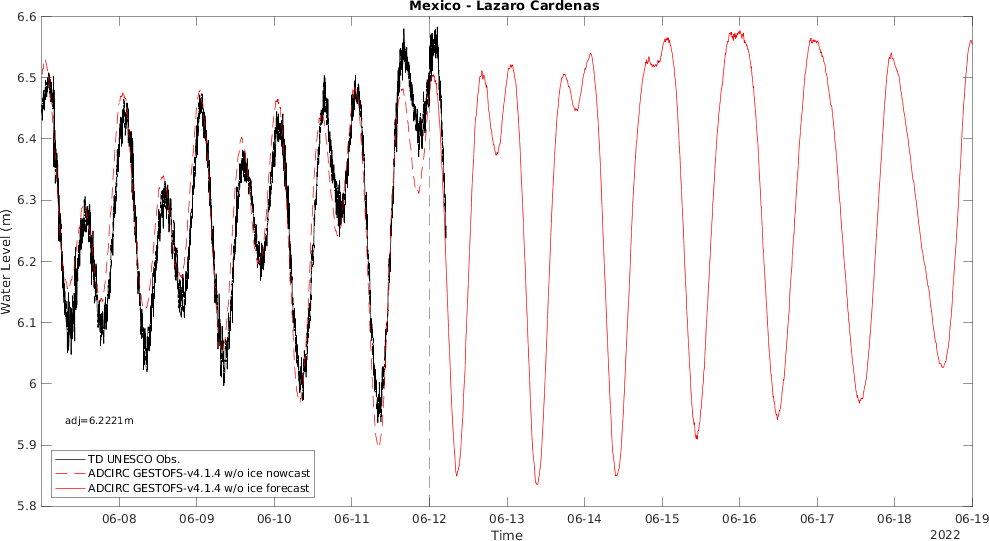 Mexico - Lazaro Cardenas
6.6
6.5
6.4
6.3
6.2
6.1
6
5.9
5.8
Water Level (m)
adj=6.2221m
TD UNESCO Obs.
ADCIRC GESTOFS-v4.1.4 w/o ice nowcast
ADCIRC GESTOFS-v4.1.4 w/o ice forecast
06-08 06-09 06-10 06-11 06-12 06-13 06-14 06-15 06-16 06-17 06-18 06-19
Time
2022